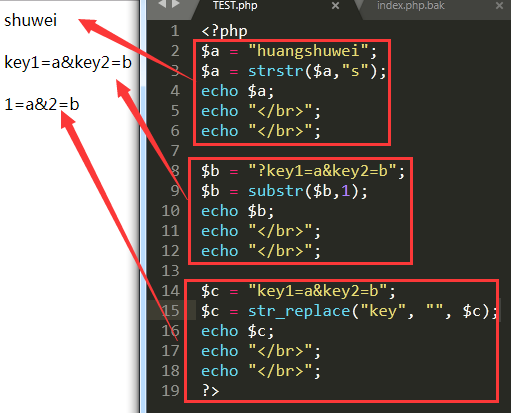 shuwei
key1=a&key2=b
1=a&2=b
TEST.php
index.php.bak
1 <?php
2 $a = "huangshuwei";
3 $a = strstr($a,"s");
4 echo $a;
5 echo "</br>";
6 echo "</br>";
7
8 $b = "?key1=a&key2=b";
9 $b = substr($b,1);
10 echo $b;
11 echo "</br>";
12 echo "</br>";
13
14 $c = "key1=a&key2=b";
15 $c = str_replace("key", "", $c);
16 echo $c;
17 echo "</br>";
18 echo "</br>";
19 ?>